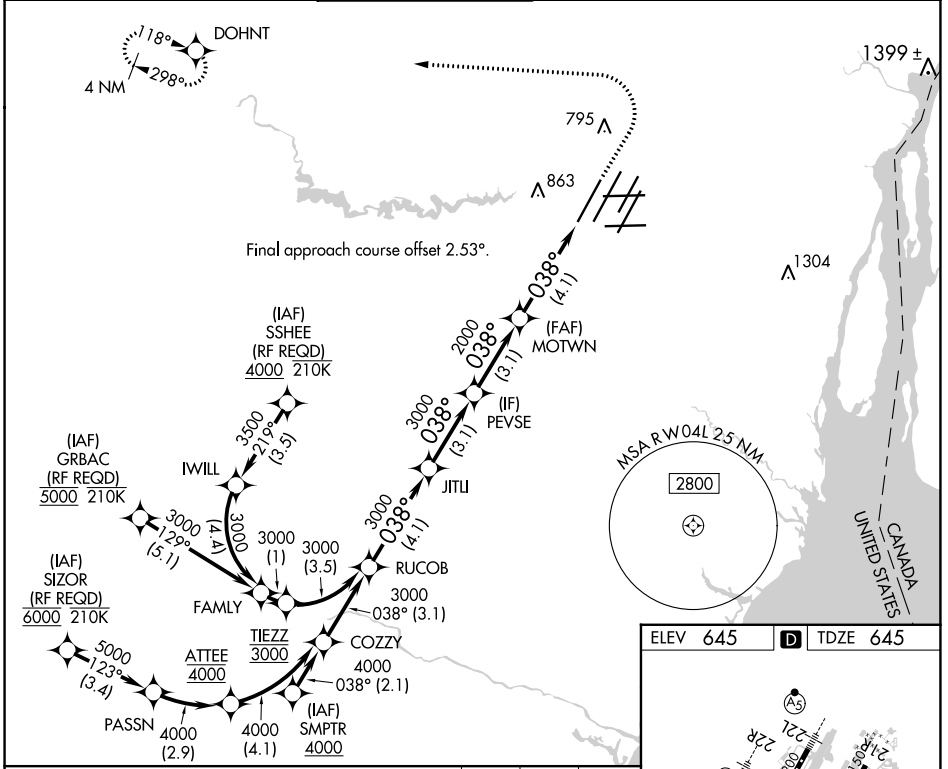 118°
DOHNT
298°
4 NM
1399 ±
795
863
Final approach course offset 2.53°.
1304
038°
(4.1)
(FAF)
MOTWN
2000
038°
(3.1)
(IF)
PEVSE
3000
038°
(3.1)
JITLI
(IAF)
SSHEE
(RF REQD)
4000 210K
3500
219°
(3.5)
IWILL
3000
(4.4)
(IAF)
GRBAC
(RF REQD)
5000 210K
3000
129°
(5.1)
3000
(1)
3000
(3.5)
3000
038°
(4.1)
RUCOB
FAMLY
3000
038° (3.1)
TIEZZ
3000
COZZY
4000
038° (2.1)
(IAF)
SIZOR
(RF REQD)
6000 210K
5000
123°
(3.4)
PASSN
ATTEE
4000
4000
(2.9)
4000
(4.1)
(IAF)
SMPTR
4000
MSA RW04L 25 NM
2800
CANADA
UNITED STATES
ELEV 645
D
TDZE 645
A5
22R
22L
21R